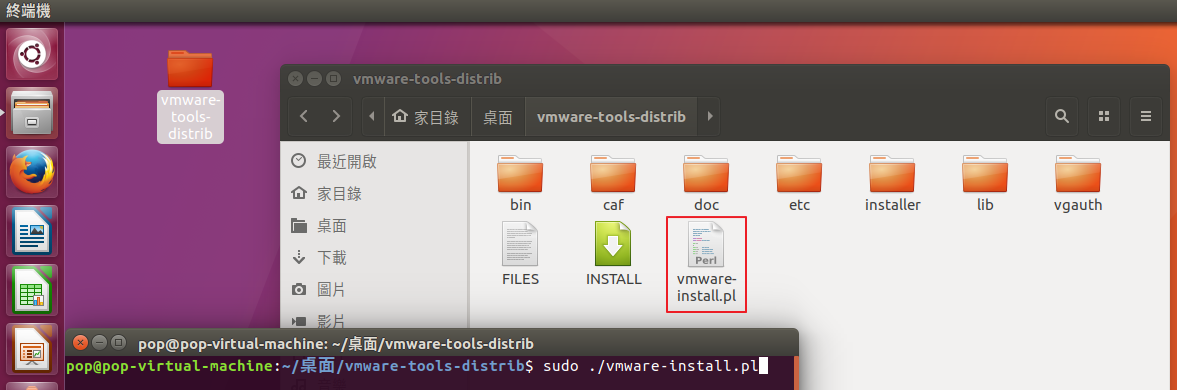 終端機
vmware-
tools-
distrib
vmware-tools-distrib
家目錄
桌面
vmware-tools-distrib
最近開啟
家目錄
桌面
下載
圖片
影片
bin
caf
doc
etc
installer
lib
vgauth
FILES
INSTALL
Perl
vmware-
install.pl
pop@pop-virtual-machine: ~/桌面/vmware-tools-distrib
pop@pop-virtual-machine:~/桌面/vmware-tools-distrib$ sudo ./vmware-install.pl